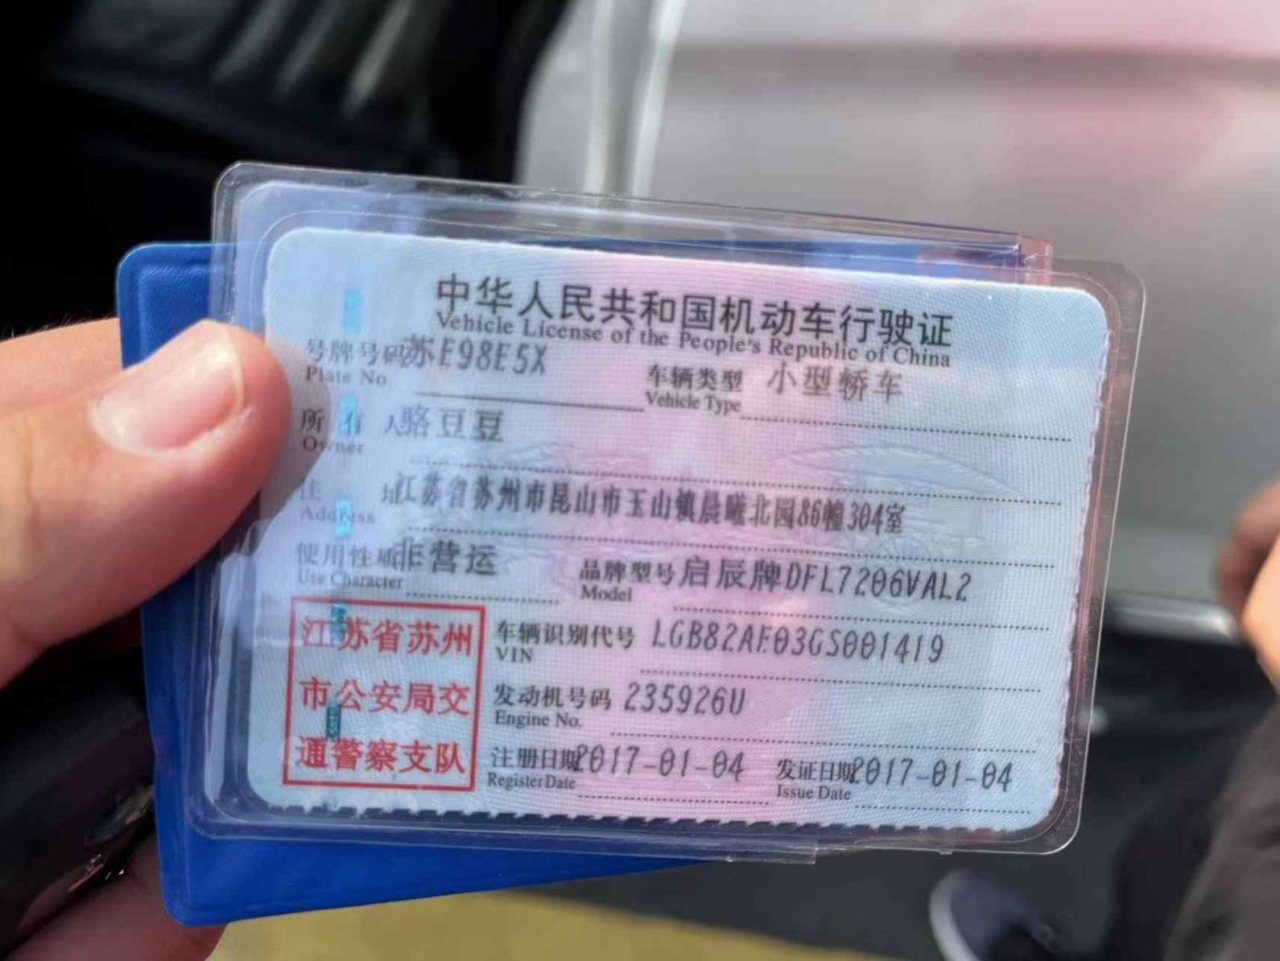 中华人民共和国机动车行驶证
Vehicle License of the People's Republic of China
号牌号码 苏E98E5X 车辆类型 小型轿车
Plate No. Vehicle Type
所有人 骆豆豆
Owner
住址 江苏省苏州市昆山市玉山镇晨曦北园86幢304室
Address
使用性质 非营运 品牌型号 启辰牌DFL7206VAL2
Use Character Model
江苏省苏州
市公安局交
通警察支队
车辆识别代号 LGB82AE03GS001419
VIN
发动机号码 235926U
Engine No.
注册日期 2017-01-04 发证日期 2017-01-04
Register Date Issue Date